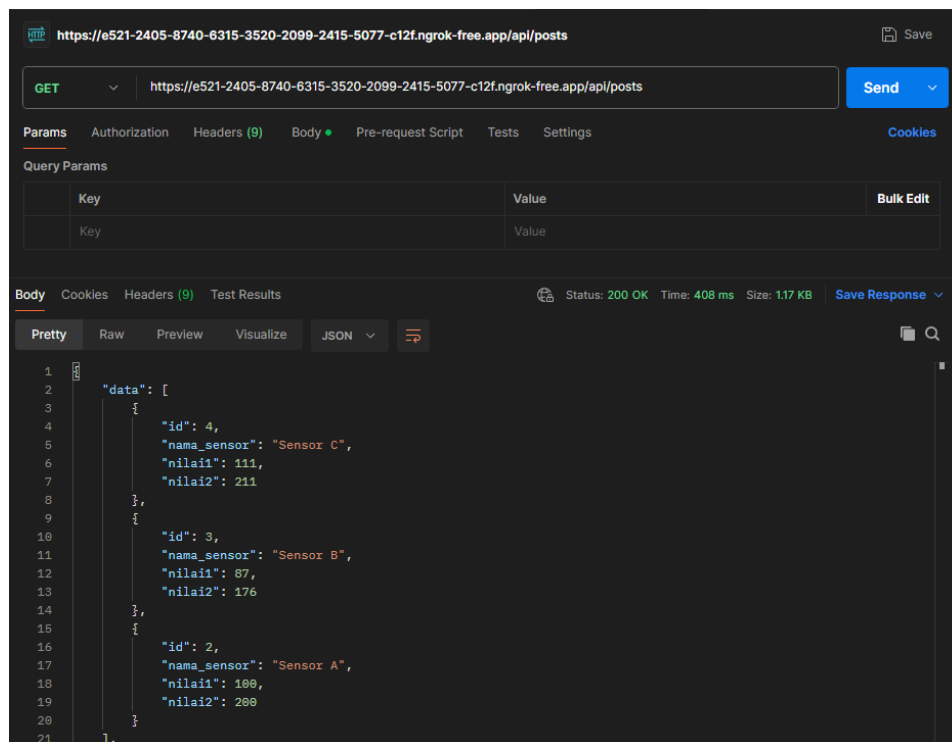 HTTP https://e521-2405-8740-6315-3520-2099-2415-5077-c12f.ngrok-free.app/api/posts Save
GET https://e521-2405-8740-6315-3520-2099-2415-5077-c12f.ngrok-free.app/api/posts Send
Params Authorization Headers (9) Body Pre-request Script Tests Settings Cookies
Query Params
Key Value Bulk Edit
Key Value
Body Cookies Headers (9) Test Results Status: 200 OK Time: 408 ms Size: 1.17 KB Save Response
Pretty Raw Preview Visualize JSON
1 {
2 "data": [
3 {
4 "id": 4,
5 "nama_sensor": "Sensor C",
6 "nilai1": 111,
7 "nilai2": 211
8 },
9 {
10 "id": 3,
11 "nama_sensor": "Sensor B",
12 "nilai1": 87,
13 "nilai2": 176
14 },
15 {
16 "id": 2,
17 "nama_sensor": "Sensor A",
18 "nilai1": 100,
19 "nilai2": 200
20 }
21 ],